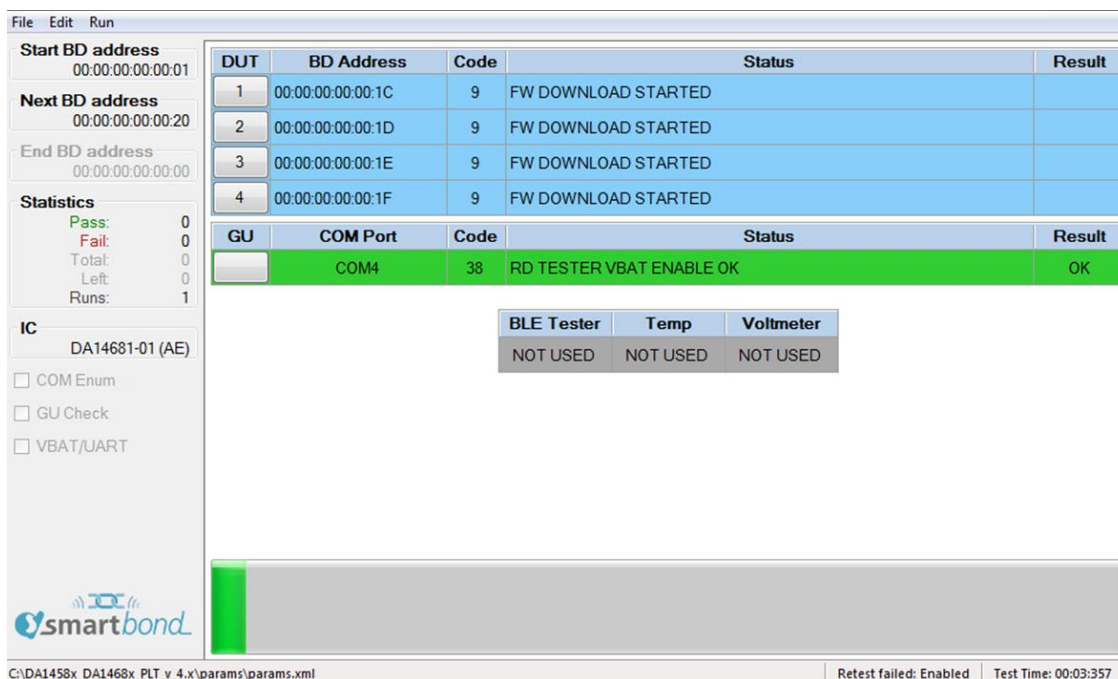 File Edit Run
Start BD address
00:00:00:00:00:01
Next BD address
00:00:00:00:00:20
End BD address
00:00:00:00:00:00
Statistics
Pass: 0
Fail: 0
Total: 0
Left: 0
Runs: 1
IC
DA14681-01 (AE)
COM Enum
GU Check
VBAT/UART
DUT BD Address Code Status Result
1 00:00:00:00:00:1C 9 FW DOWNLOAD STARTED
2 00:00:00:00:00:1D 9 FW DOWNLOAD STARTED
3 00:00:00:00:00:1E 9 FW DOWNLOAD STARTED
4 00:00:00:00:00:1F 9 FW DOWNLOAD STARTED
GU COM Port Code Status Result
COM4 38 RD TESTER VBAT ENABLE OK OK
BLE Tester Temp Voltmeter
NOT USED NOT USED NOT USED
smartbond
C:\DA1458x_DA1468x_PLT_v_4.x\params\params.xml Retest failed: Enabled Test Time: 00:03:357